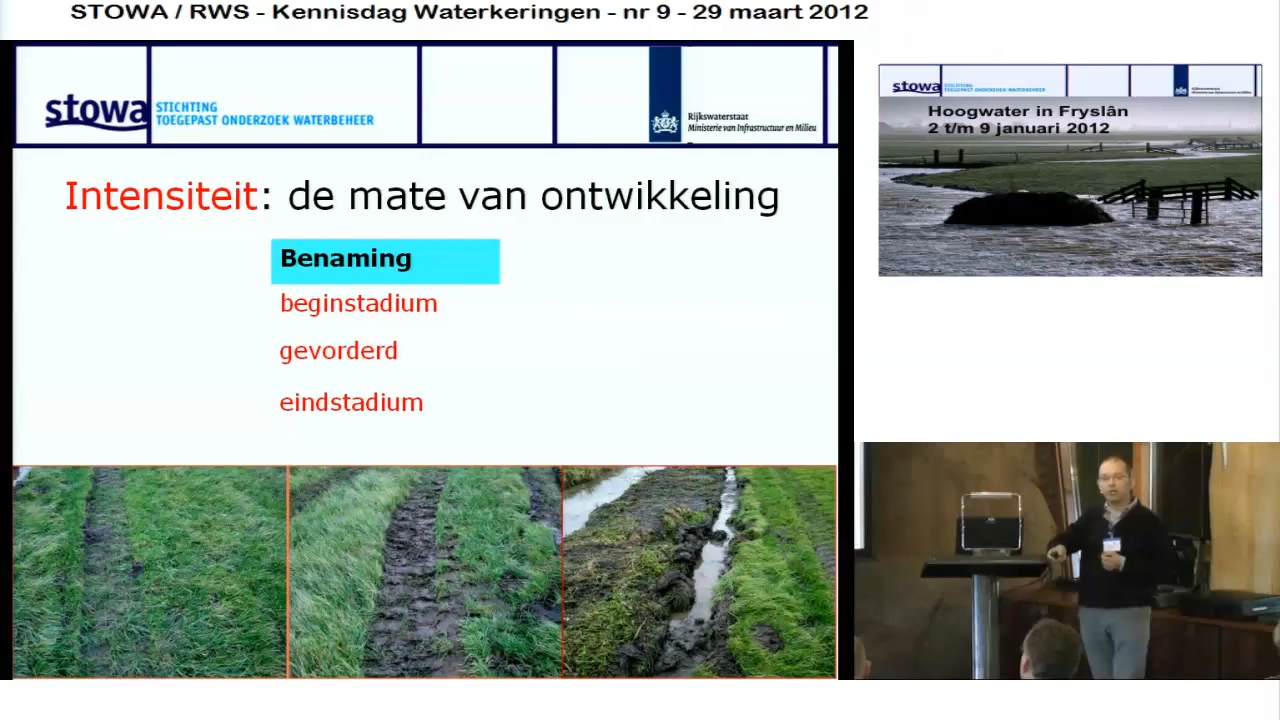 STOWA / RWS - Kennisdag Waterkeringen - nr 9 - 29 maart 2012
stowa
STICHTING
TOEGEPAST ONDERZOEK WATERBEHEER
Rijkswaterstaat
Ministerie van Infrastructuur en Milieu
Intensiteit: de mate van ontwikkeling
Benaming
beginstadium
gevorderd
eindstadium
stowa
STICHTING
TOEGEPAST ONDERZOEK WATERBEHEER
Hoogwater in Fryslân
2 t/m 9 januari 2012